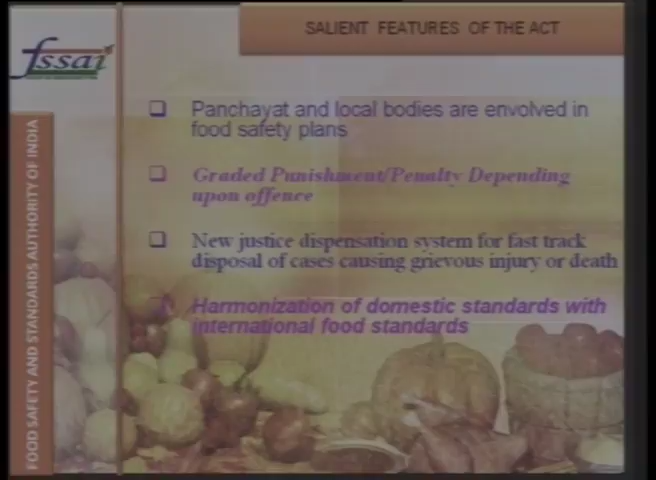 SALIENT FEATURES OF THE ACT
fssai
FOOD SAFETY AND STANDARDS AUTHORITY OF INDIA
Panchayat and local bodies are envolved in
food safety plans
Graded Punishment/Penalty Depending
upon offence
New justice dispensation system for fast track
disposal of cases causing grievous injury or death
Harmonization of domestic standards with
international food standards